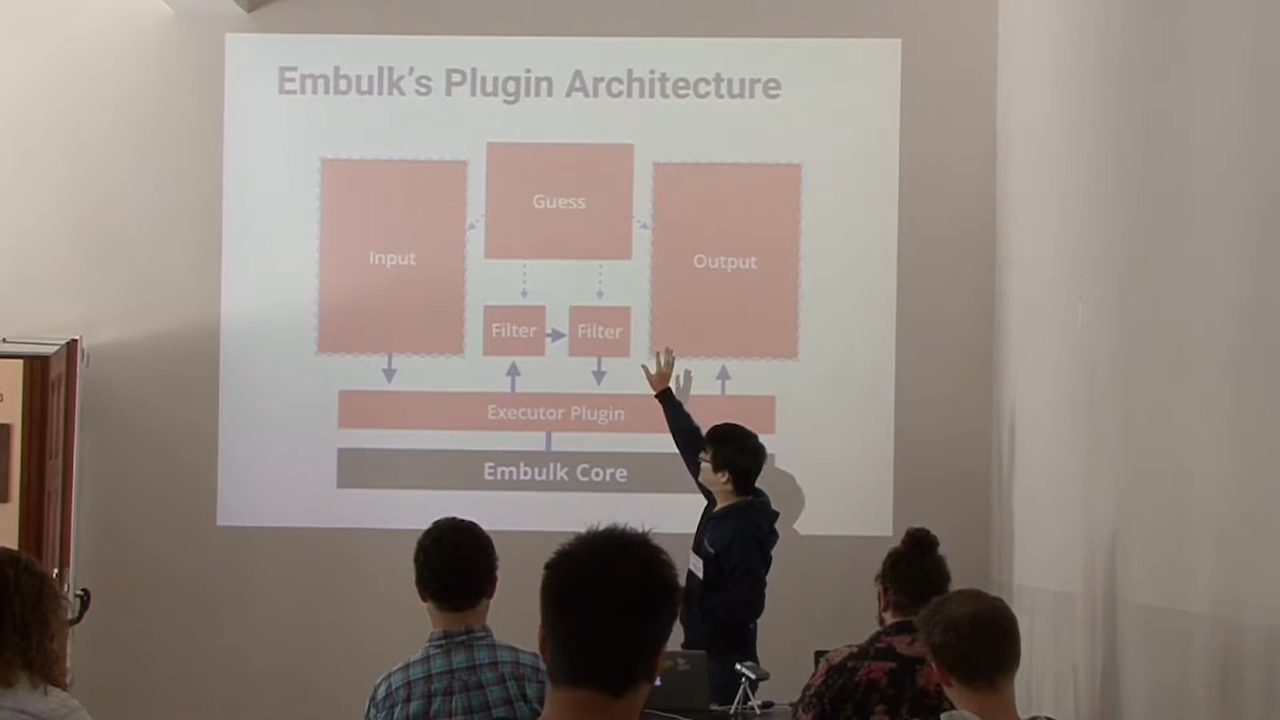 Embulk's Plugin Architecture
Guess
Input
Output
Filter
Filter
Executor Plugin
Embulk Core